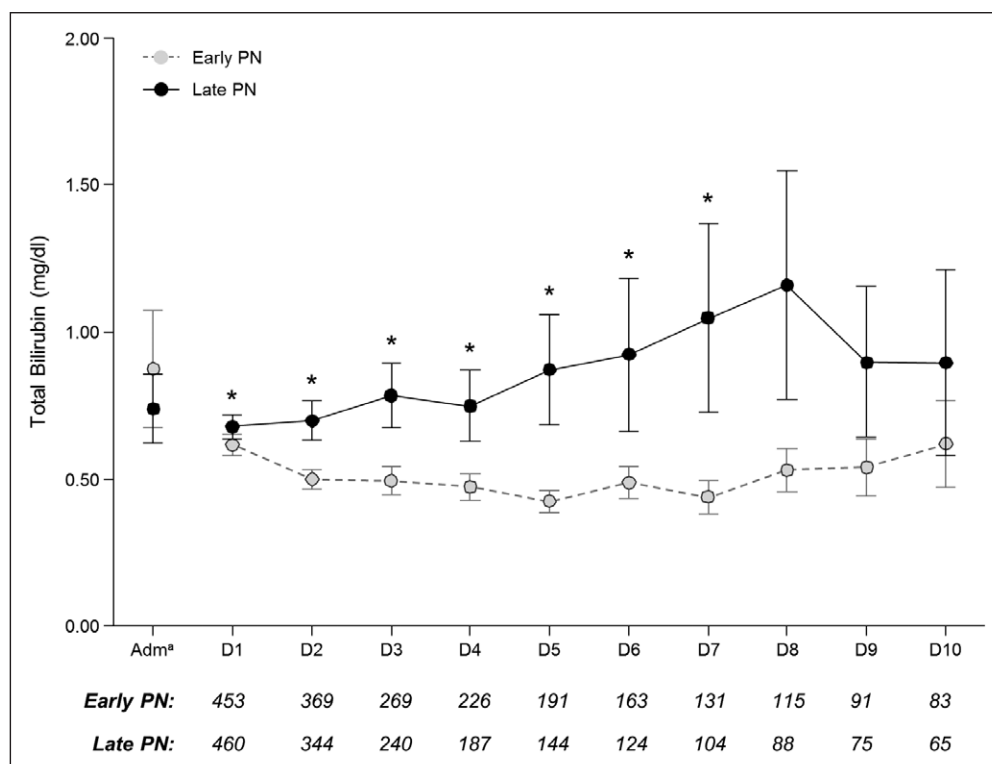 2.00
Early PN
Late PN
1.50
*
*
*
*
*
*
*
1.00
0.50
0.00
Total Bilirubin (mg/dl)
Admᵃ D1 D2 D3 D4 D5 D6 D7 D8 D9 D10
Early PN: 453 369 269 226 191 163 131 115 91 83
Late PN: 460 344 240 187 144 124 104 88 75 65